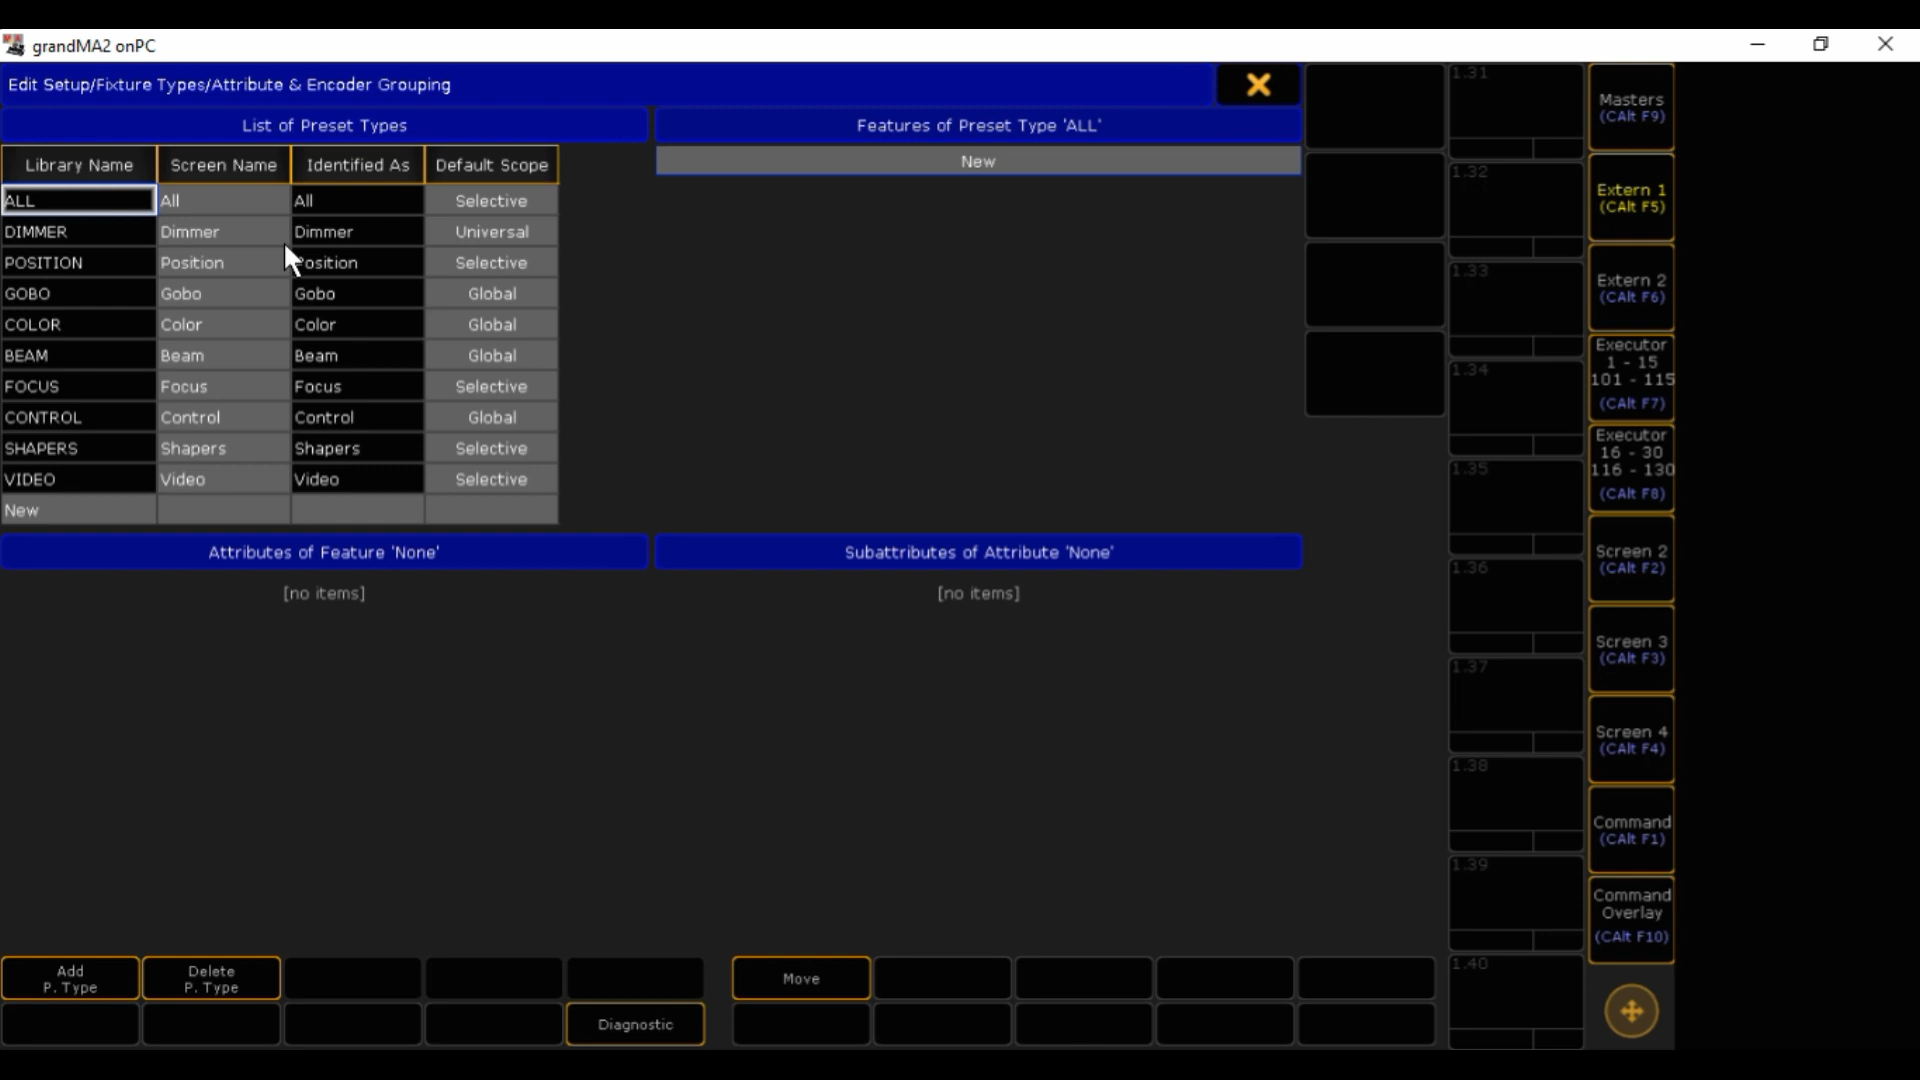 grandMA2 onPC
Edit Setup/Fixture Types/Attribute & Encoder Grouping
List of Preset Types
Features of Preset Type 'ALL'
Library Name Screen Name Identified As Default Scope
New
ALL All All Selective
DIMMER Dimmer Dimmer Universal
POSITION Position Position Selective
GOBO Gobo Gobo Global
COLOR Color Color Global
BEAM Beam Beam Global
FOCUS Focus Focus Selective
CONTROL Control Control Global
SHAPERS Shapers Shapers Selective
VIDEO Video Video Selective
New
Attributes of Feature 'None'
Subattributes of Attribute 'None'
[no items]
[no items]
Add
P. Type
Delete
P. Type
Diagnostic
Move
1.31
1.32
1.33
1.34
1.35
1.36
1.37
1.38
1.39
1.40
Masters
(CAlt F9)
Extern 1
(CAlt F5)
Extern 2
(CAlt F6)
Executor
1 - 15
101 - 115
(CAlt F7)
Executor
16 - 30
116 - 130
(CAlt F8)
Screen 2
(CAlt F2)
Screen 3
(CAlt F3)
Screen 4
(CAlt F4)
Command
(CAlt F1)
Command
Overlay
(CAlt F10)